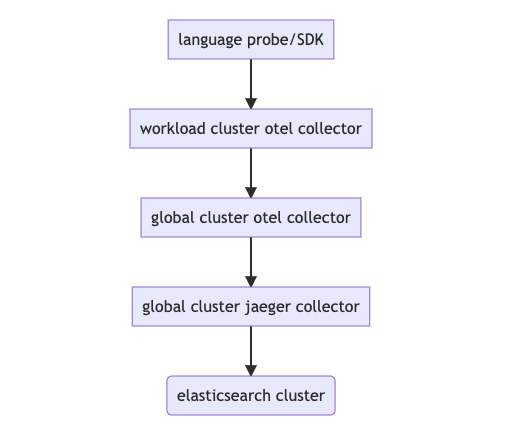 language probe/SDK
workload cluster otel collector
global cluster otel collector
global cluster jaeger collector
elasticsearch cluster